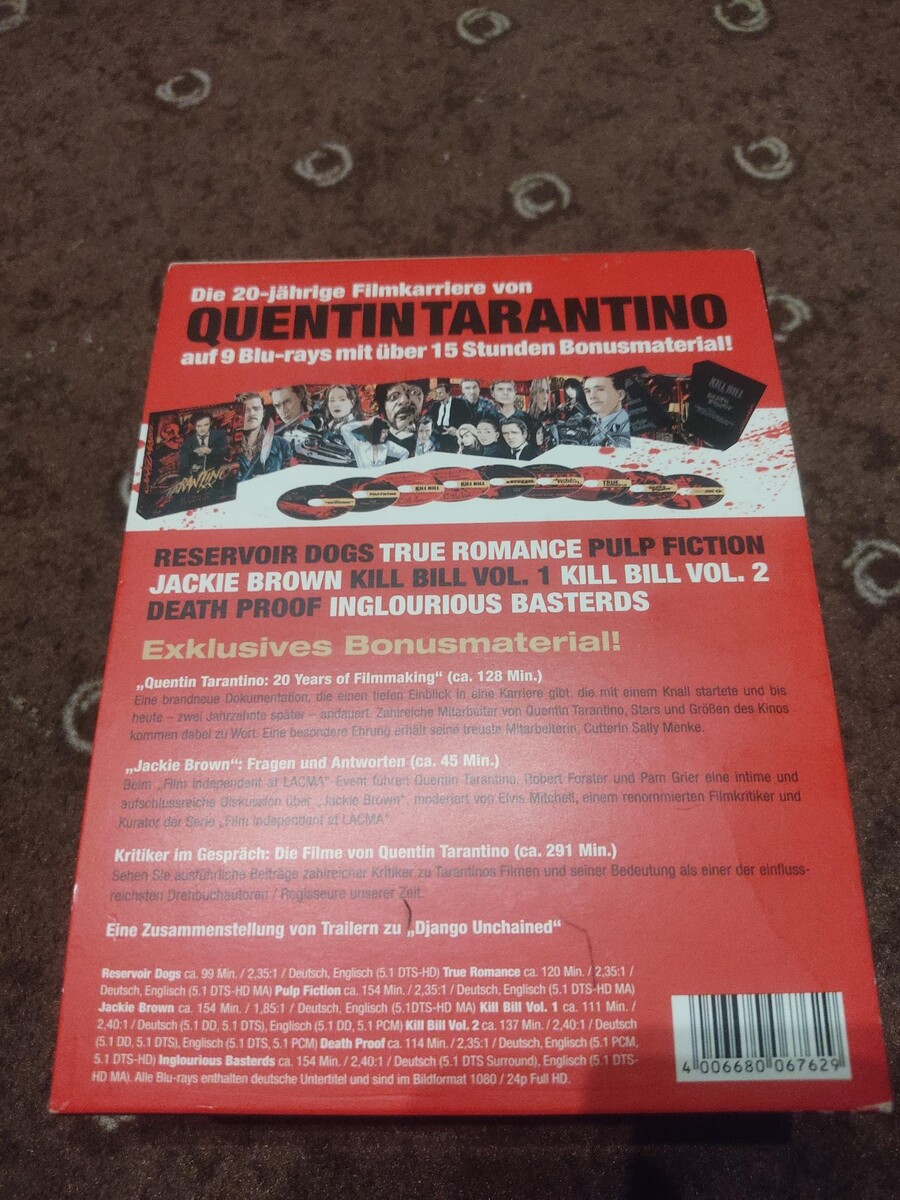 Die 20-jährige Filmkarriere von
QUENTIN TARANTINO
auf 9 Blu-rays mit über 15 Stunden Bonusmaterial!
KILL BILL
TARANTINO
PULP FICTION
KILL BILL
KILL BILL
TRUE
RESERVOIR DOGS TRUE ROMANCE PULP FICTION
JACKIE BROWN KILL BILL VOL. 1 KILL BILL VOL. 2
DEATH PROOF INGLOURIOUS BASTERDS
Exklusives Bonusmaterial!
„Quentin Tarantino: 20 Years of Filmmaking“ (ca. 128 Min.)
Eine brandneue Dokumentation, die einen tiefen Einblick in eine Karriere gibt, die mit einem Knall startete und bis
heute – zwei Jahrzehnte später – andauert. Zahlreiche Mitarbeiter von Quentin Tarantino, Stars und Größen des Kinos
kommen dabei zu Wort. Eine besondere Ehrung erhält seine treuste Mitarbeiterin, Cutterin Sally Menke.
„Jackie Brown“: Fragen und Antworten (ca. 45 Min.)
Beim „Film Independent at LACMA“-Event führen Quentin Tarantino, Robert Forster und Pam Grier eine intime und
aufschlussreiche Diskussion über „Jackie Brown“, moderiert von Elvis Mitchell, einem renommierten Filmkritiker und
Kurator der Serie „Film Independent at LACMA“
Kritiker im Gespräch: Die Filme von Quentin Tarantino (ca. 291 Min.)
Sehen Sie ausführliche Beiträge zahlreicher Kritiker zu Tarantinos Filmen und seiner Bedeutung als einer der einfluss-
reichsten Drehbuchautoren / Regisseure unserer Zeit.
Eine Zusammenstellung von Trailern zu „Django Unchained“
Reservoir Dogs ca. 99 Min. / 2,35:1 / Deutsch, Englisch (5.1 DTS-HD) True Romance ca. 120 Min. / 2,35:1 /
Deutsch, Englisch (5.1 DTS-HD MA) Pulp Fiction ca. 154 Min. / 2,35:1 / Deutsch, Englisch (5.1 DTS-HD MA)
Jackie Brown ca. 154 Min. / 1,85:1 / Deutsch, Englisch (5.1DTS-HD MA) Kill Bill Vol. 1 ca. 111 Min. /
2,40:1 / Deutsch (5.1 DD, 5.1 DTS), Englisch (5.1 DD, 5.1 PCM) Kill Bill Vol. 2 ca. 137 Min. / 2,40:1 / Deutsch
(5.1 DD, 5.1 DTS), Englisch (5.1 DTS, 5.1 PCM) Death Proof ca. 114 Min. / 2,35:1 / Deutsch, Englisch (5.1 PCM,
5.1 DTS-HD) Inglourious Basterds ca. 154 Min. / 2,40:1 / Deutsch (5.1 DTS Surround), Englisch (5.1 DTS-
HD MA). Alle Blu-rays enthalten deutsche Untertitel und sind im Bildformat 1080 / 24p Full HD.
4 006680 067629